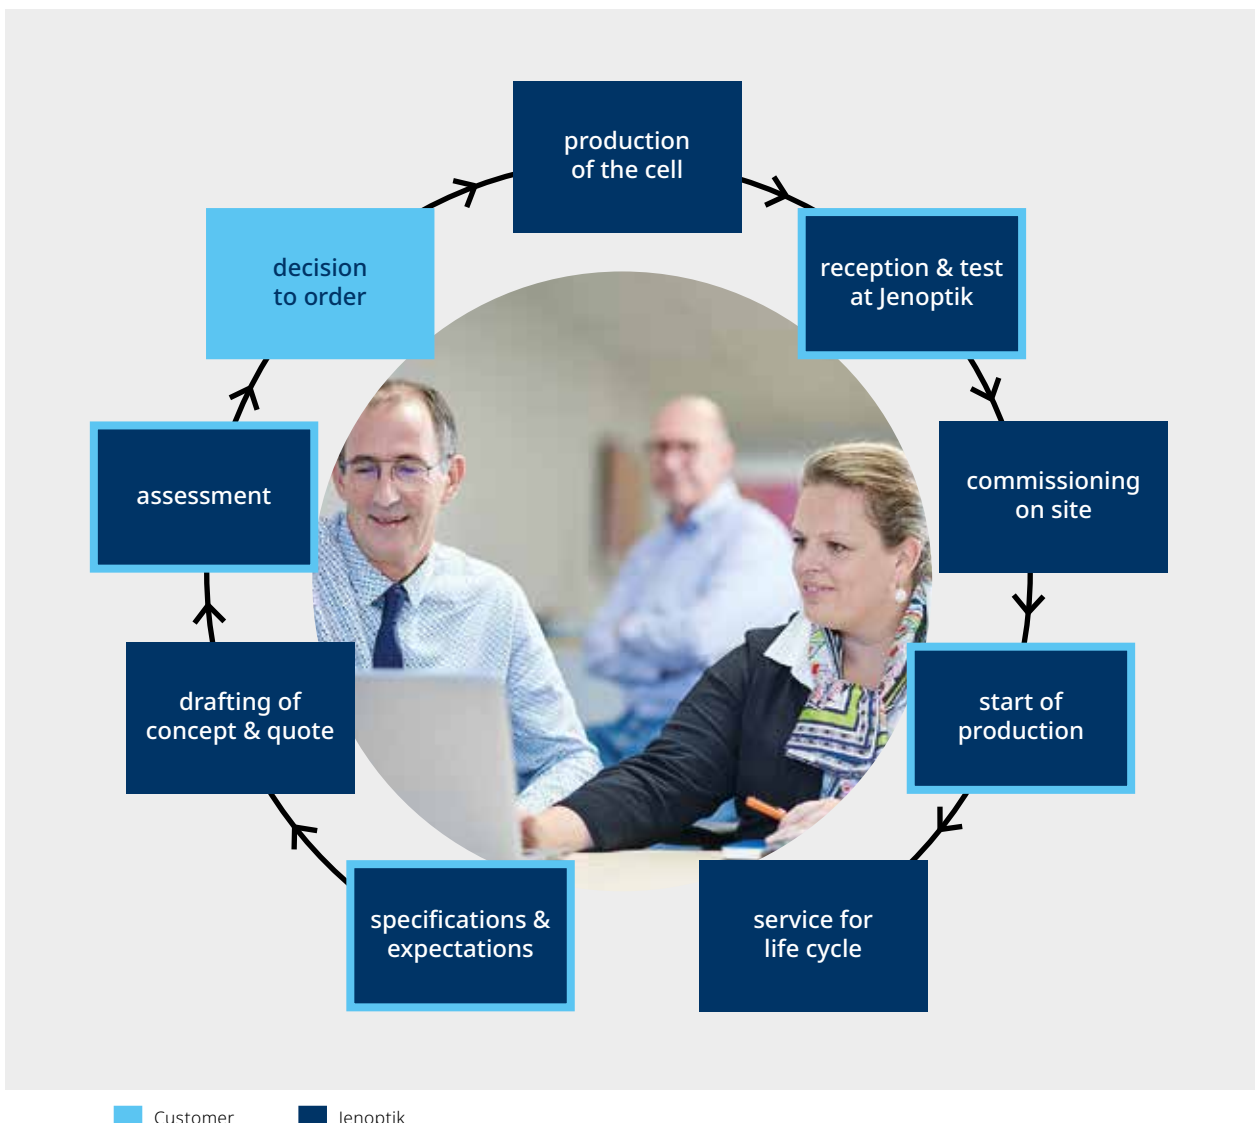 production
of the cell
decision
to order
reception & test
at Jenoptik
assessment
commissioning
on site
drafting of
concept & quote
start of
production
specifications &
expectations
service for
life cycle
Customer
Jenoptik